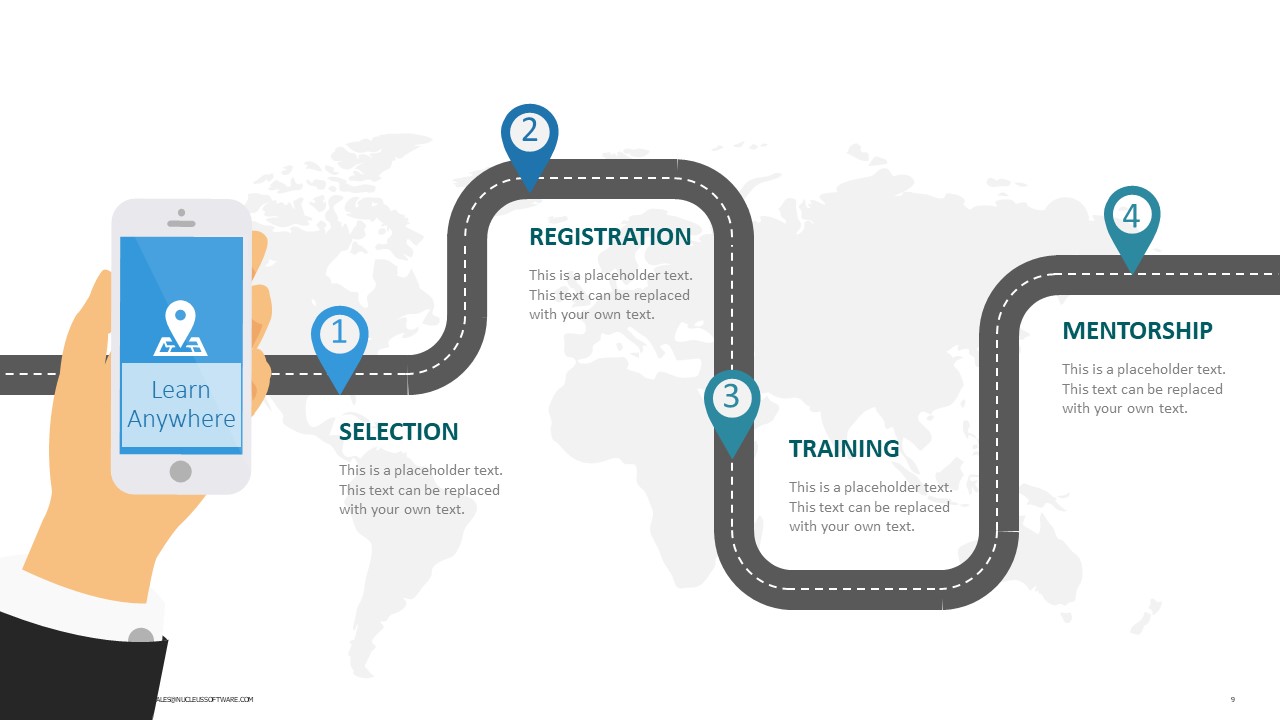 2
4
REGISTRATION
This is a placeholder text.
This text can be replaced
with your own text.
1
MENTORSHIP
This is a placeholder text.
This text can be replaced
with your own text.
Learn
Anywhere
3
SELECTION
This is a placeholder text.
This text can be replaced
with your own text.
TRAINING
This is a placeholder text.
This text can be replaced
with your own text.
ALES@NUCLEUSSOFTWARE.COM
9